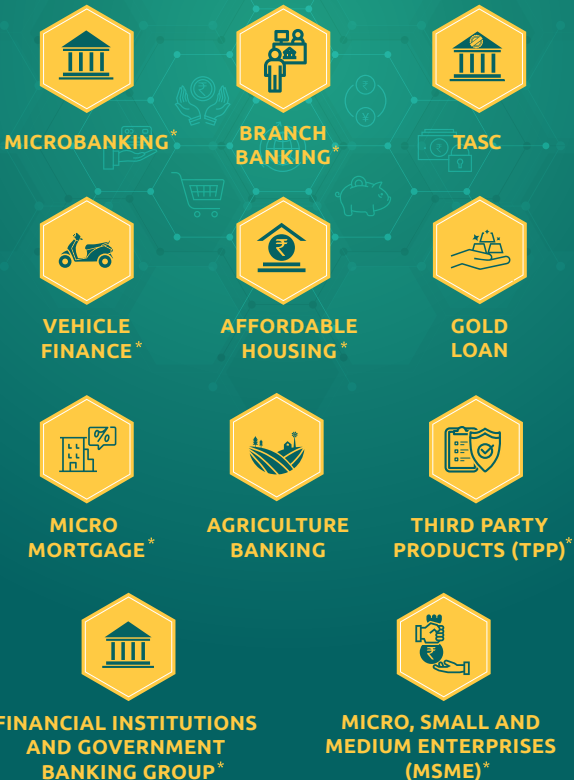 MICROBANKING*
BRANCH
BANKING*
TASC
VEHICLE
FINANCE*
AFFORDABLE
HOUSING*
GOLD
LOAN
MICRO
MORTGAGE*
AGRICULTURE
BANKING
THIRD PARTY
PRODUCTS (TPP)*
FINANCIAL INSTITUTIONS
AND GOVERNMENT
BANKING GROUP*
MICRO, SMALL AND
MEDIUM ENTERPRISES
(MSME)*